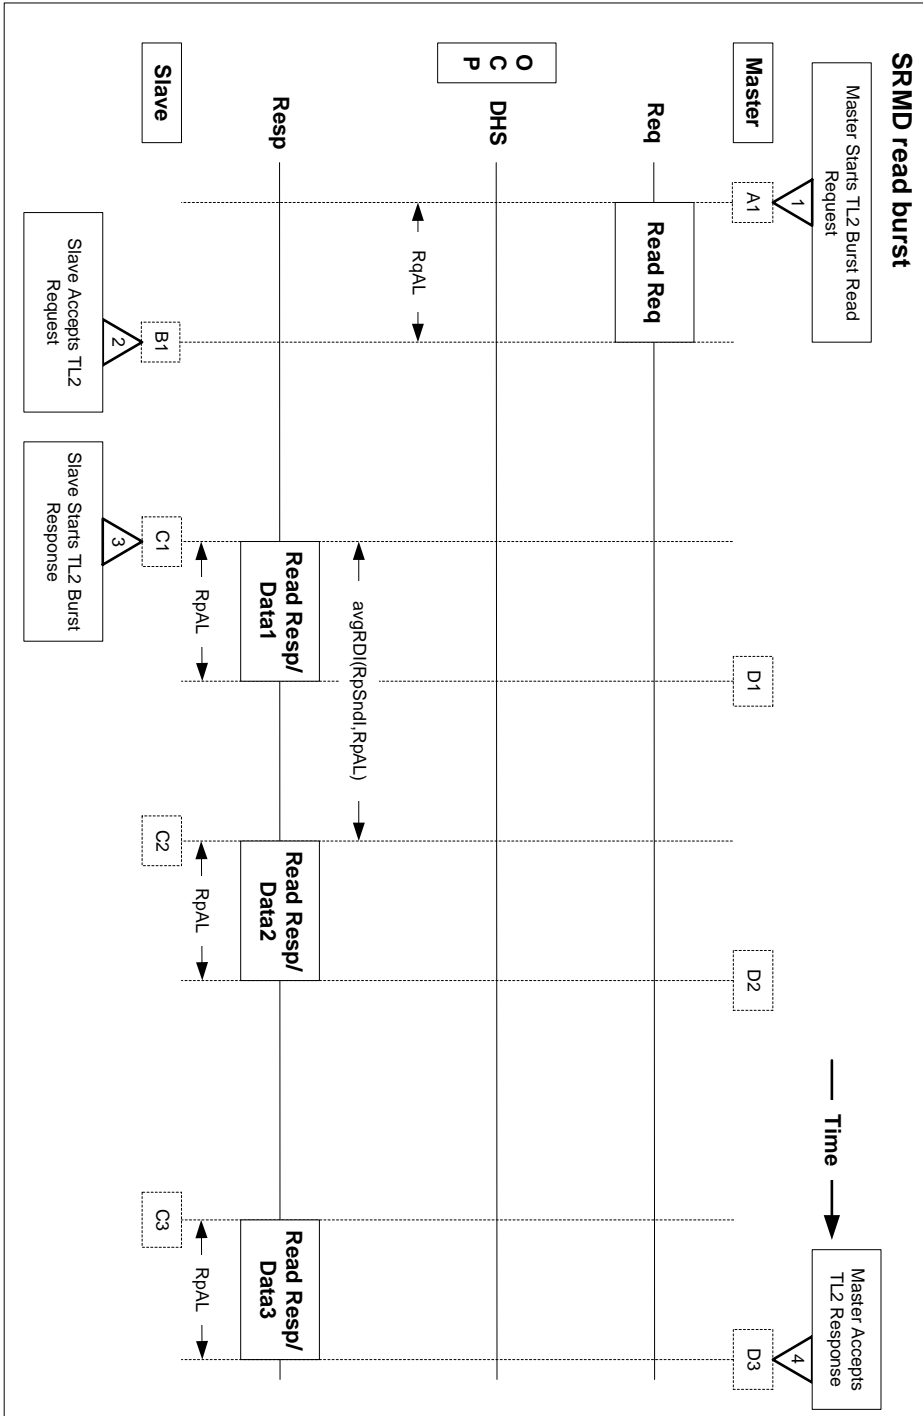 SRMD read burst
Master Starts TL2 Burst Read
Request
1
Time
Master Accepts
TL2 Response
4
Master
A1
D1
D2
D3
Req
Read Req
O
C
P
DHS
RqAL
avgRDI(RpSndI,RpAL)
Resp
Read Resp/
Data1
Read Resp/
Data2
Read Resp/
Data3
RpAL
RpAL
RpAL
Slave
B1
C1
C2
C3
2
Slave Accepts TL2
Request
3
Slave Starts TL2 Burst
Response